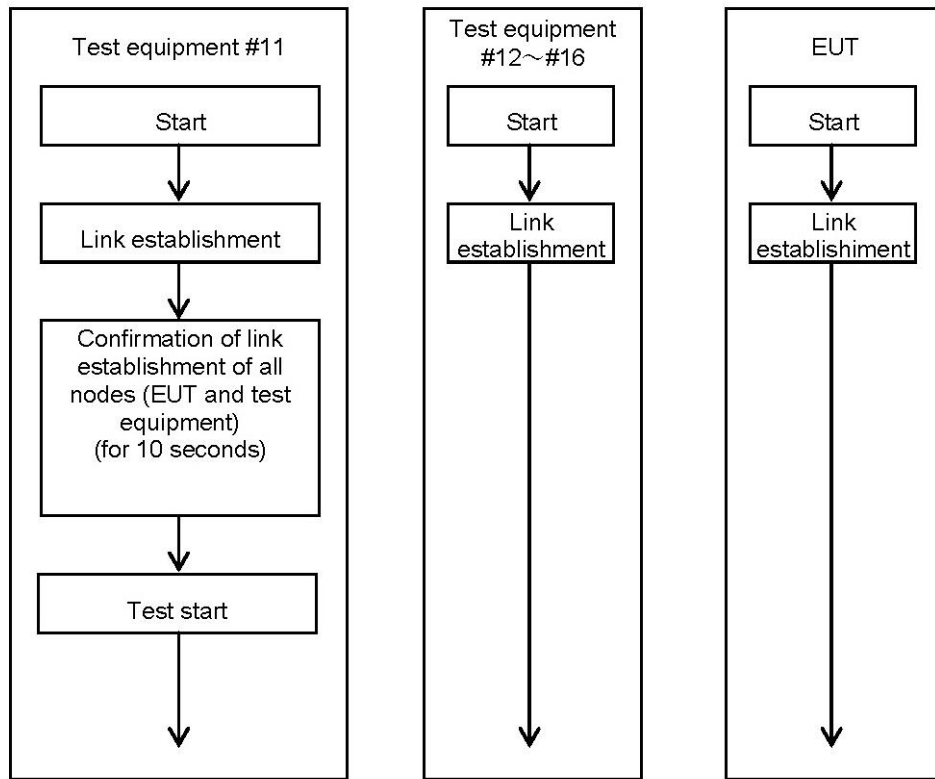 Test equipment #11
Start
Link establishment
Confirmation of link
establishment of all
nodes (EUT and test
equipment)
(for 10 seconds)
Test start
Test equipment
#12～#16
Start
Link
establishment
EUT
Start
Link
establishiment